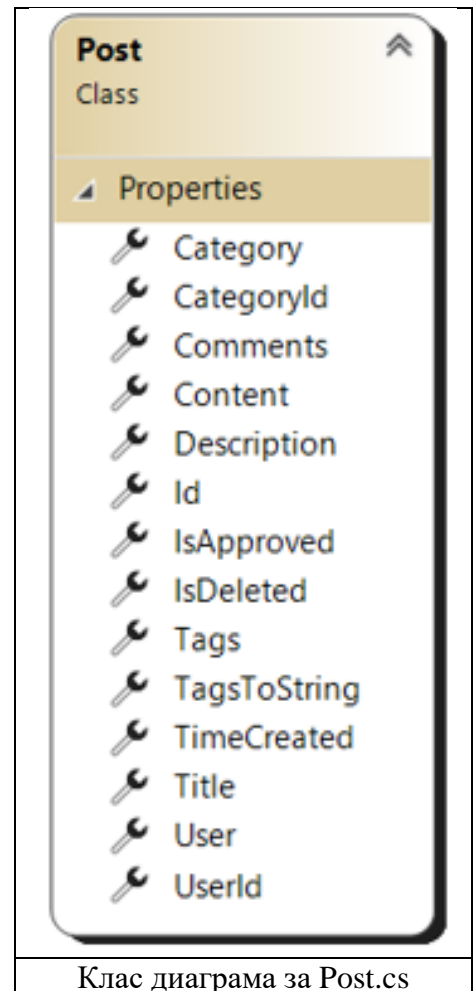 Post
Class
Properties
Category
CategoryId
Comments
Content
Description
Id
IsApproved
IsDeleted
Tags
TagsToString
TimeCreated
Title
User
UserId
Клас диаграма за Post.cs